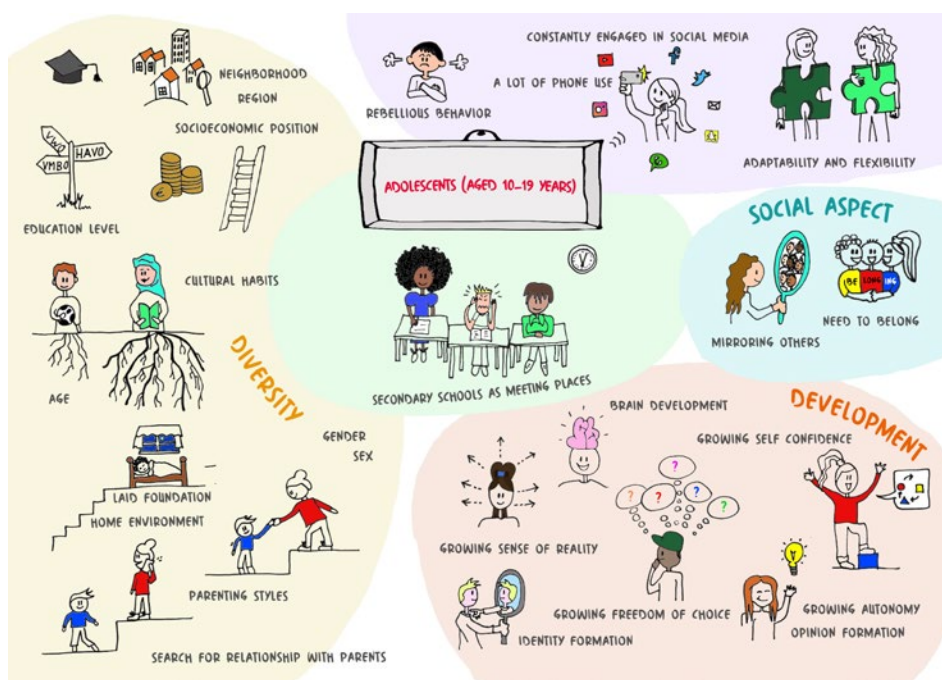 NEIGHBORHOOD
REGION
SOCIOECONOMIC POSITION
VWO
VMBO
HAVO
EDUCATION LEVEL
CULTURAL HABITS
AGE
DIVERSITY
GENDER
SEX
LAID FOUNDATION
HOME ENVIRONMENT
PARENTING STYLES
SEARCH FOR RELATIONSHIP WITH PARENTS
REBELLIOUS BEHAVIOR
CONSTANTLY ENGAGED IN SOCIAL MEDIA
A LOT OF PHONE USE
ADAPTABILITY AND FLEXIBILITY
ADOLESCENTS (AGED 10-19 YEARS)
SECONDARY SCHOOLS AS MEETING PLACES
SOCIAL ASPECT
MIRRORING OTHERS
BE LONG ING
NEED TO BELONG
DEVELOPMENT
BRAIN DEVELOPMENT
GROWING SELF CONFIDENCE
GROWING SENSE OF REALITY
? ? ? ? ?
GROWING FREEDOM OF CHOICE
IDENTITY FORMATION
GROWING AUTONOMY
OPINION FORMATION